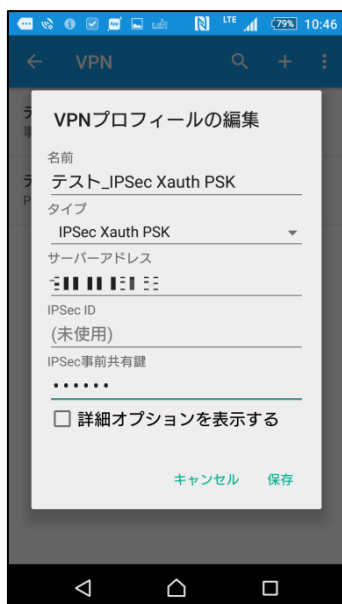 LTE 79% 10:46
VPN
VPNプロフィールの編集
名前
テスト_IPSec Xauth PSK
タイプ
IPSec Xauth PSK
サーバーアドレス
IPSec ID
(未使用)
IPSec事前共有鍵
••••••
詳細オプションを表示する
キャンセル 保存